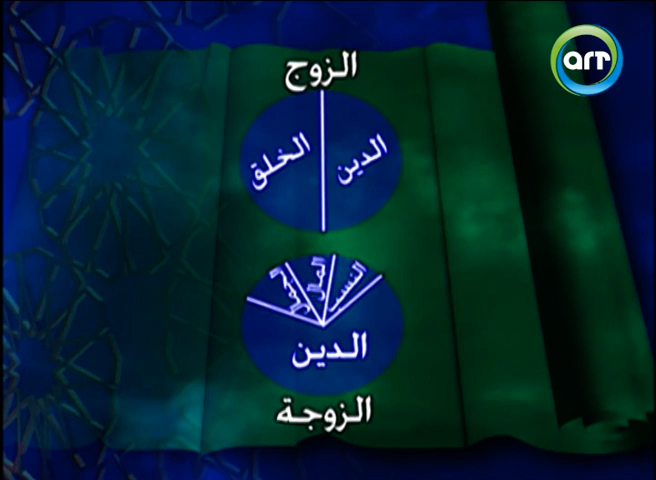 art
الزوج
الدين
الخلق
النسب
المال
الجمال
الدين
الزوجة